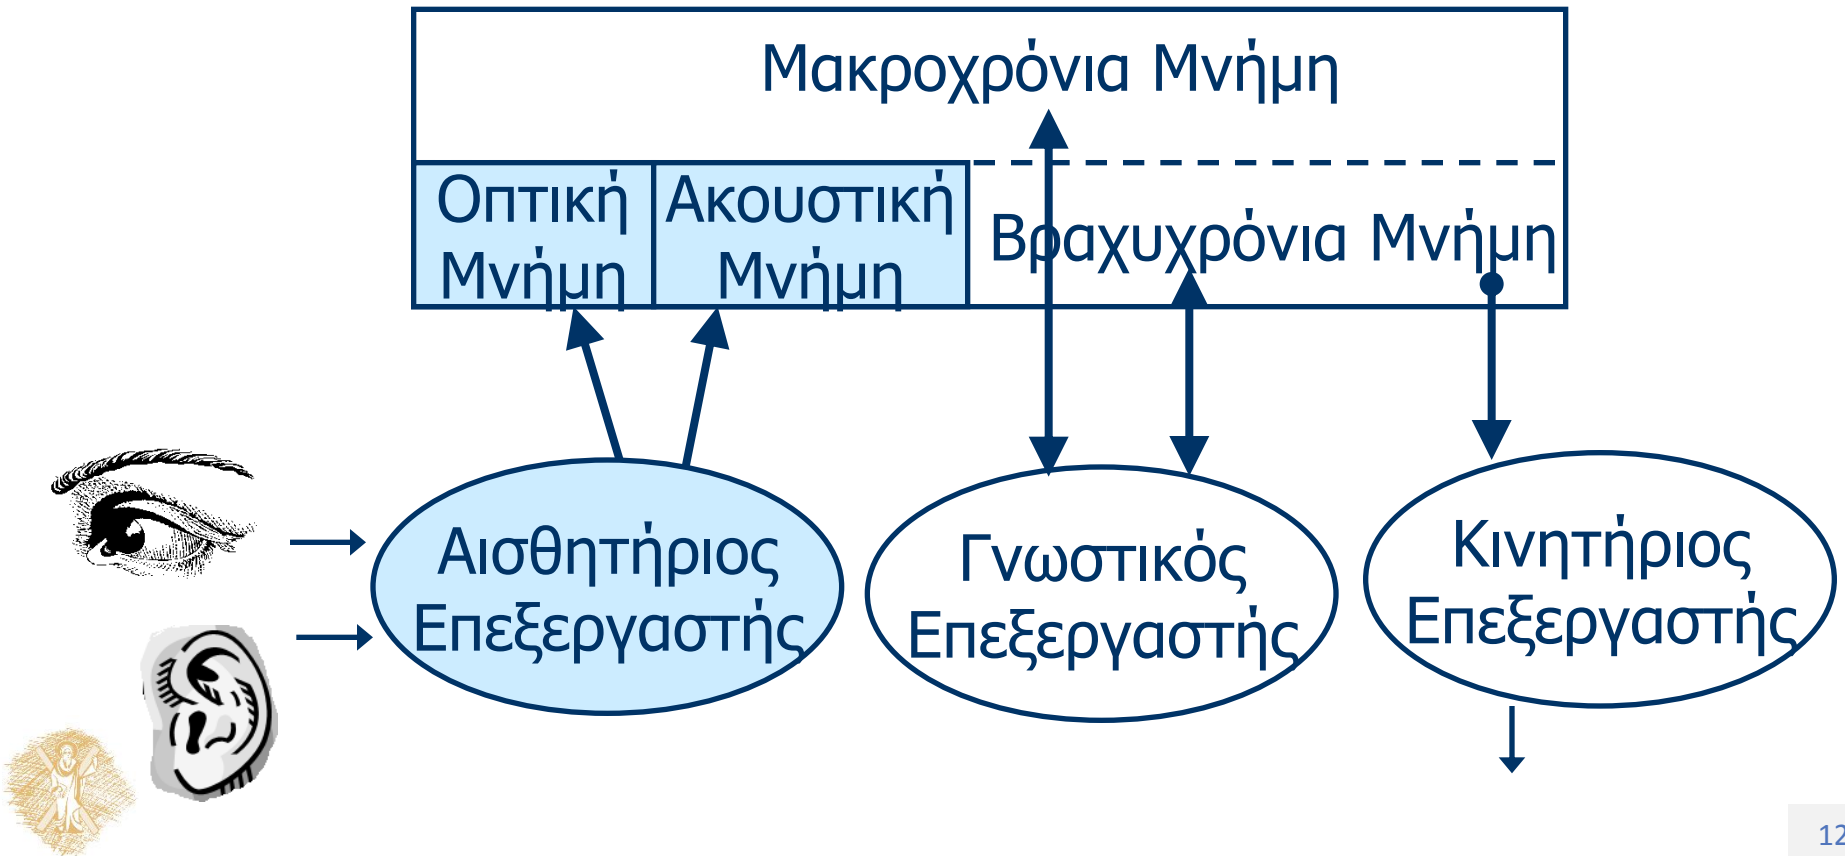 Μακροχρόνια Μνήμη
Οπτική
Μνήμη
Ακουστική
Μνήμη
Βραχυχρόνια Μνήμη
Αισθητήριος
Επεξεργαστής
Γνωστικός
Επεξεργαστής
Κινητήριος
Επεξεργαστής
12